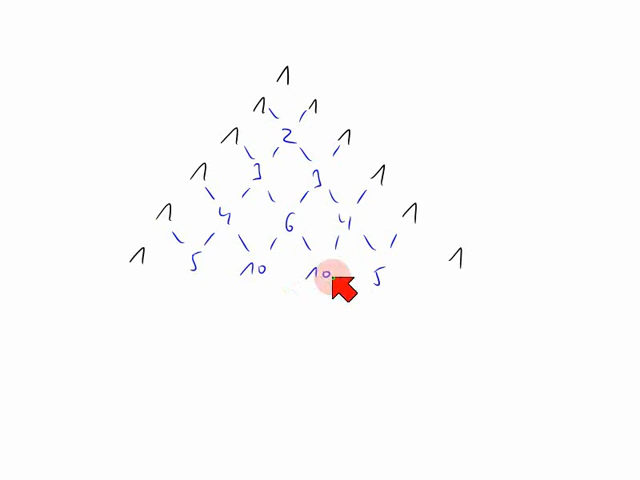 1
1 1
1 2 1
1 3 3 1
1 4 6 4 1
1 5 10 10 5 1